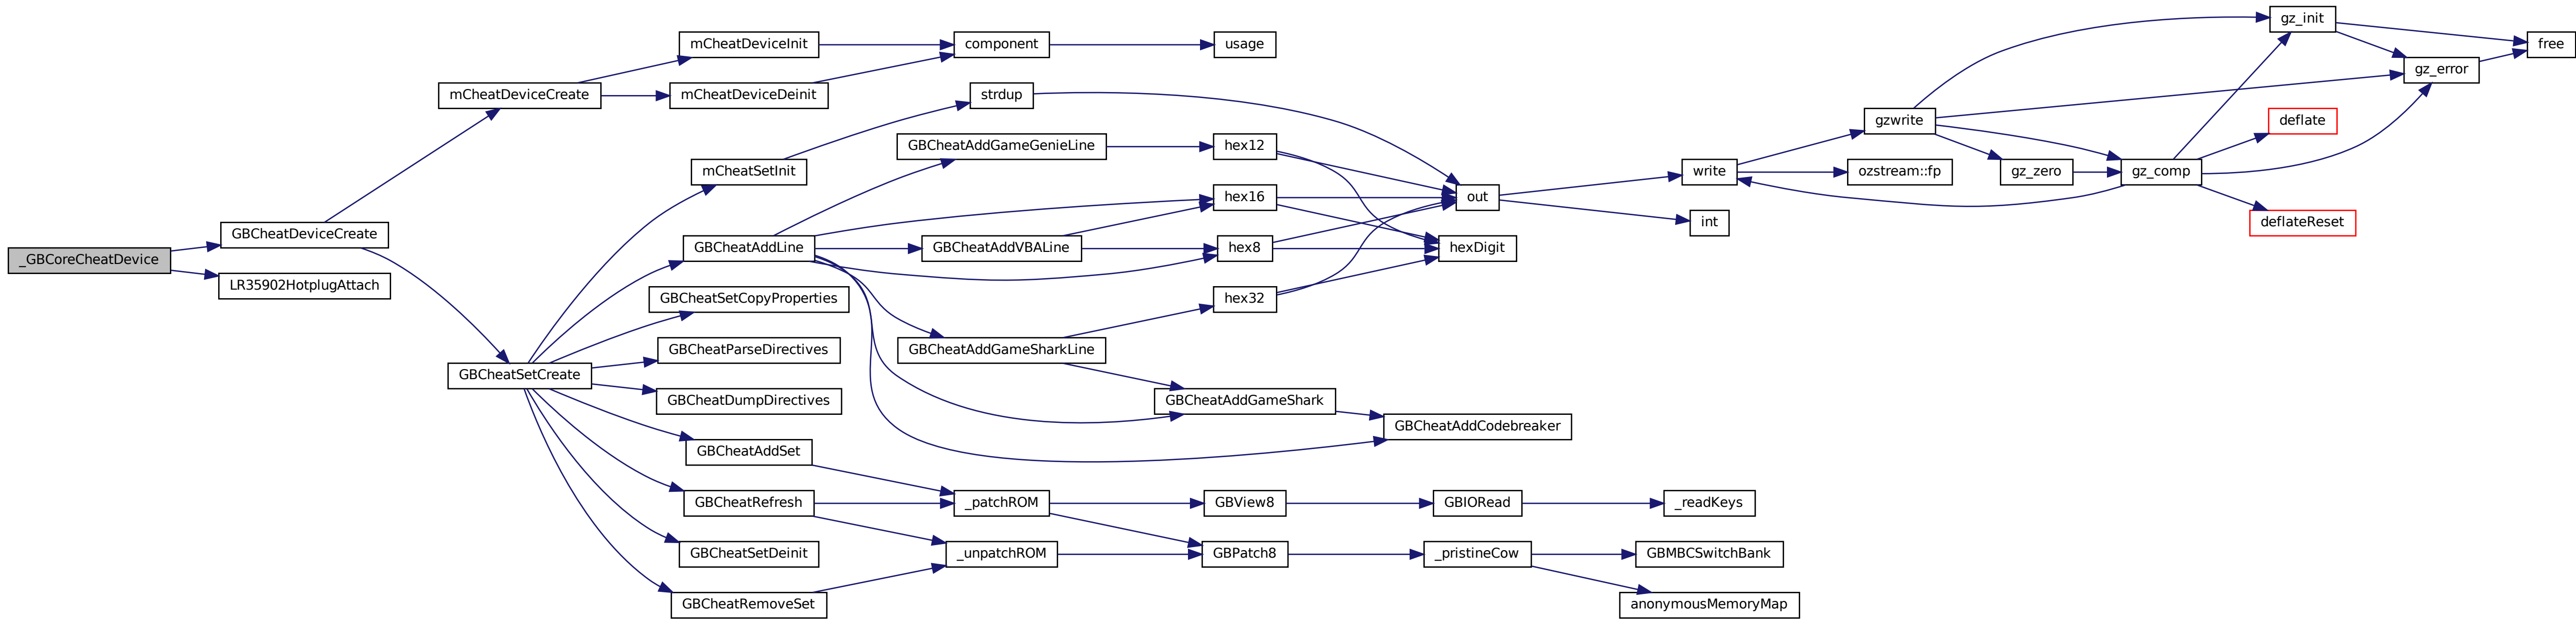 _GBCoreCheatDevice
GBCheatDeviceCreate
LR35902HotplugAttach
mCheatDeviceCreate
GBCheatSetCreate
mCheatDeviceInit
mCheatDeviceDeinit
mCheatSetInit
GBCheatAddLine
GBCheatSetCopyProperties
GBCheatParseDirectives
GBCheatDumpDirectives
GBCheatAddSet
GBCheatRefresh
GBCheatSetDeinit
GBCheatRemoveSet
component
strdup
GBCheatAddGameGenieLine
GBCheatAddVBALine
GBCheatAddGameSharkLine
_patchROM
_unpatchROM
usage
hex12
hex16
hex8
hex32
GBCheatAddGameShark
GBView8
GBPatch8
out
hexDigit
GBCheatAddCodebreaker
GBIORead
_pristineCow
write
int
_readKeys
GBMBCSwitchBank
anonymousMemoryMap
gzwrite
ozstream::fp
gz_zero
gz_comp
gz_init
gz_error
deflate
deflateReset
free